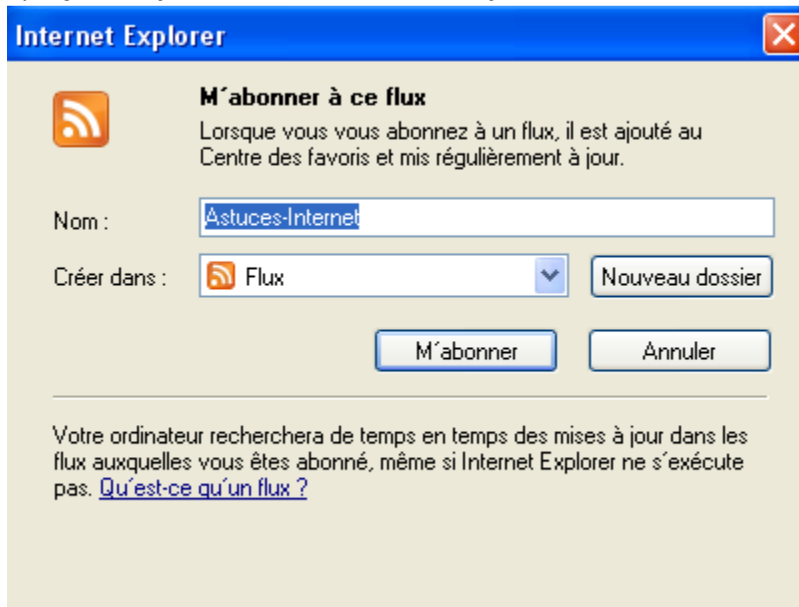 Internet Explorer
M´abonner à ce flux
Lorsque vous vous abonnez à un flux, il est ajouté au
Centre des favoris et mis régulièrement à jour.
Nom :
Astuces-Internet
Créer dans :
Flux
Nouveau dossier
M´abonner
Annuler
Votre ordinateur recherchera de temps en temps des mises à jour dans les
flux auxquelles vous êtes abonné, même si Internet Explorer ne s´exécute
pas. Qu´est-ce qu´un flux ?